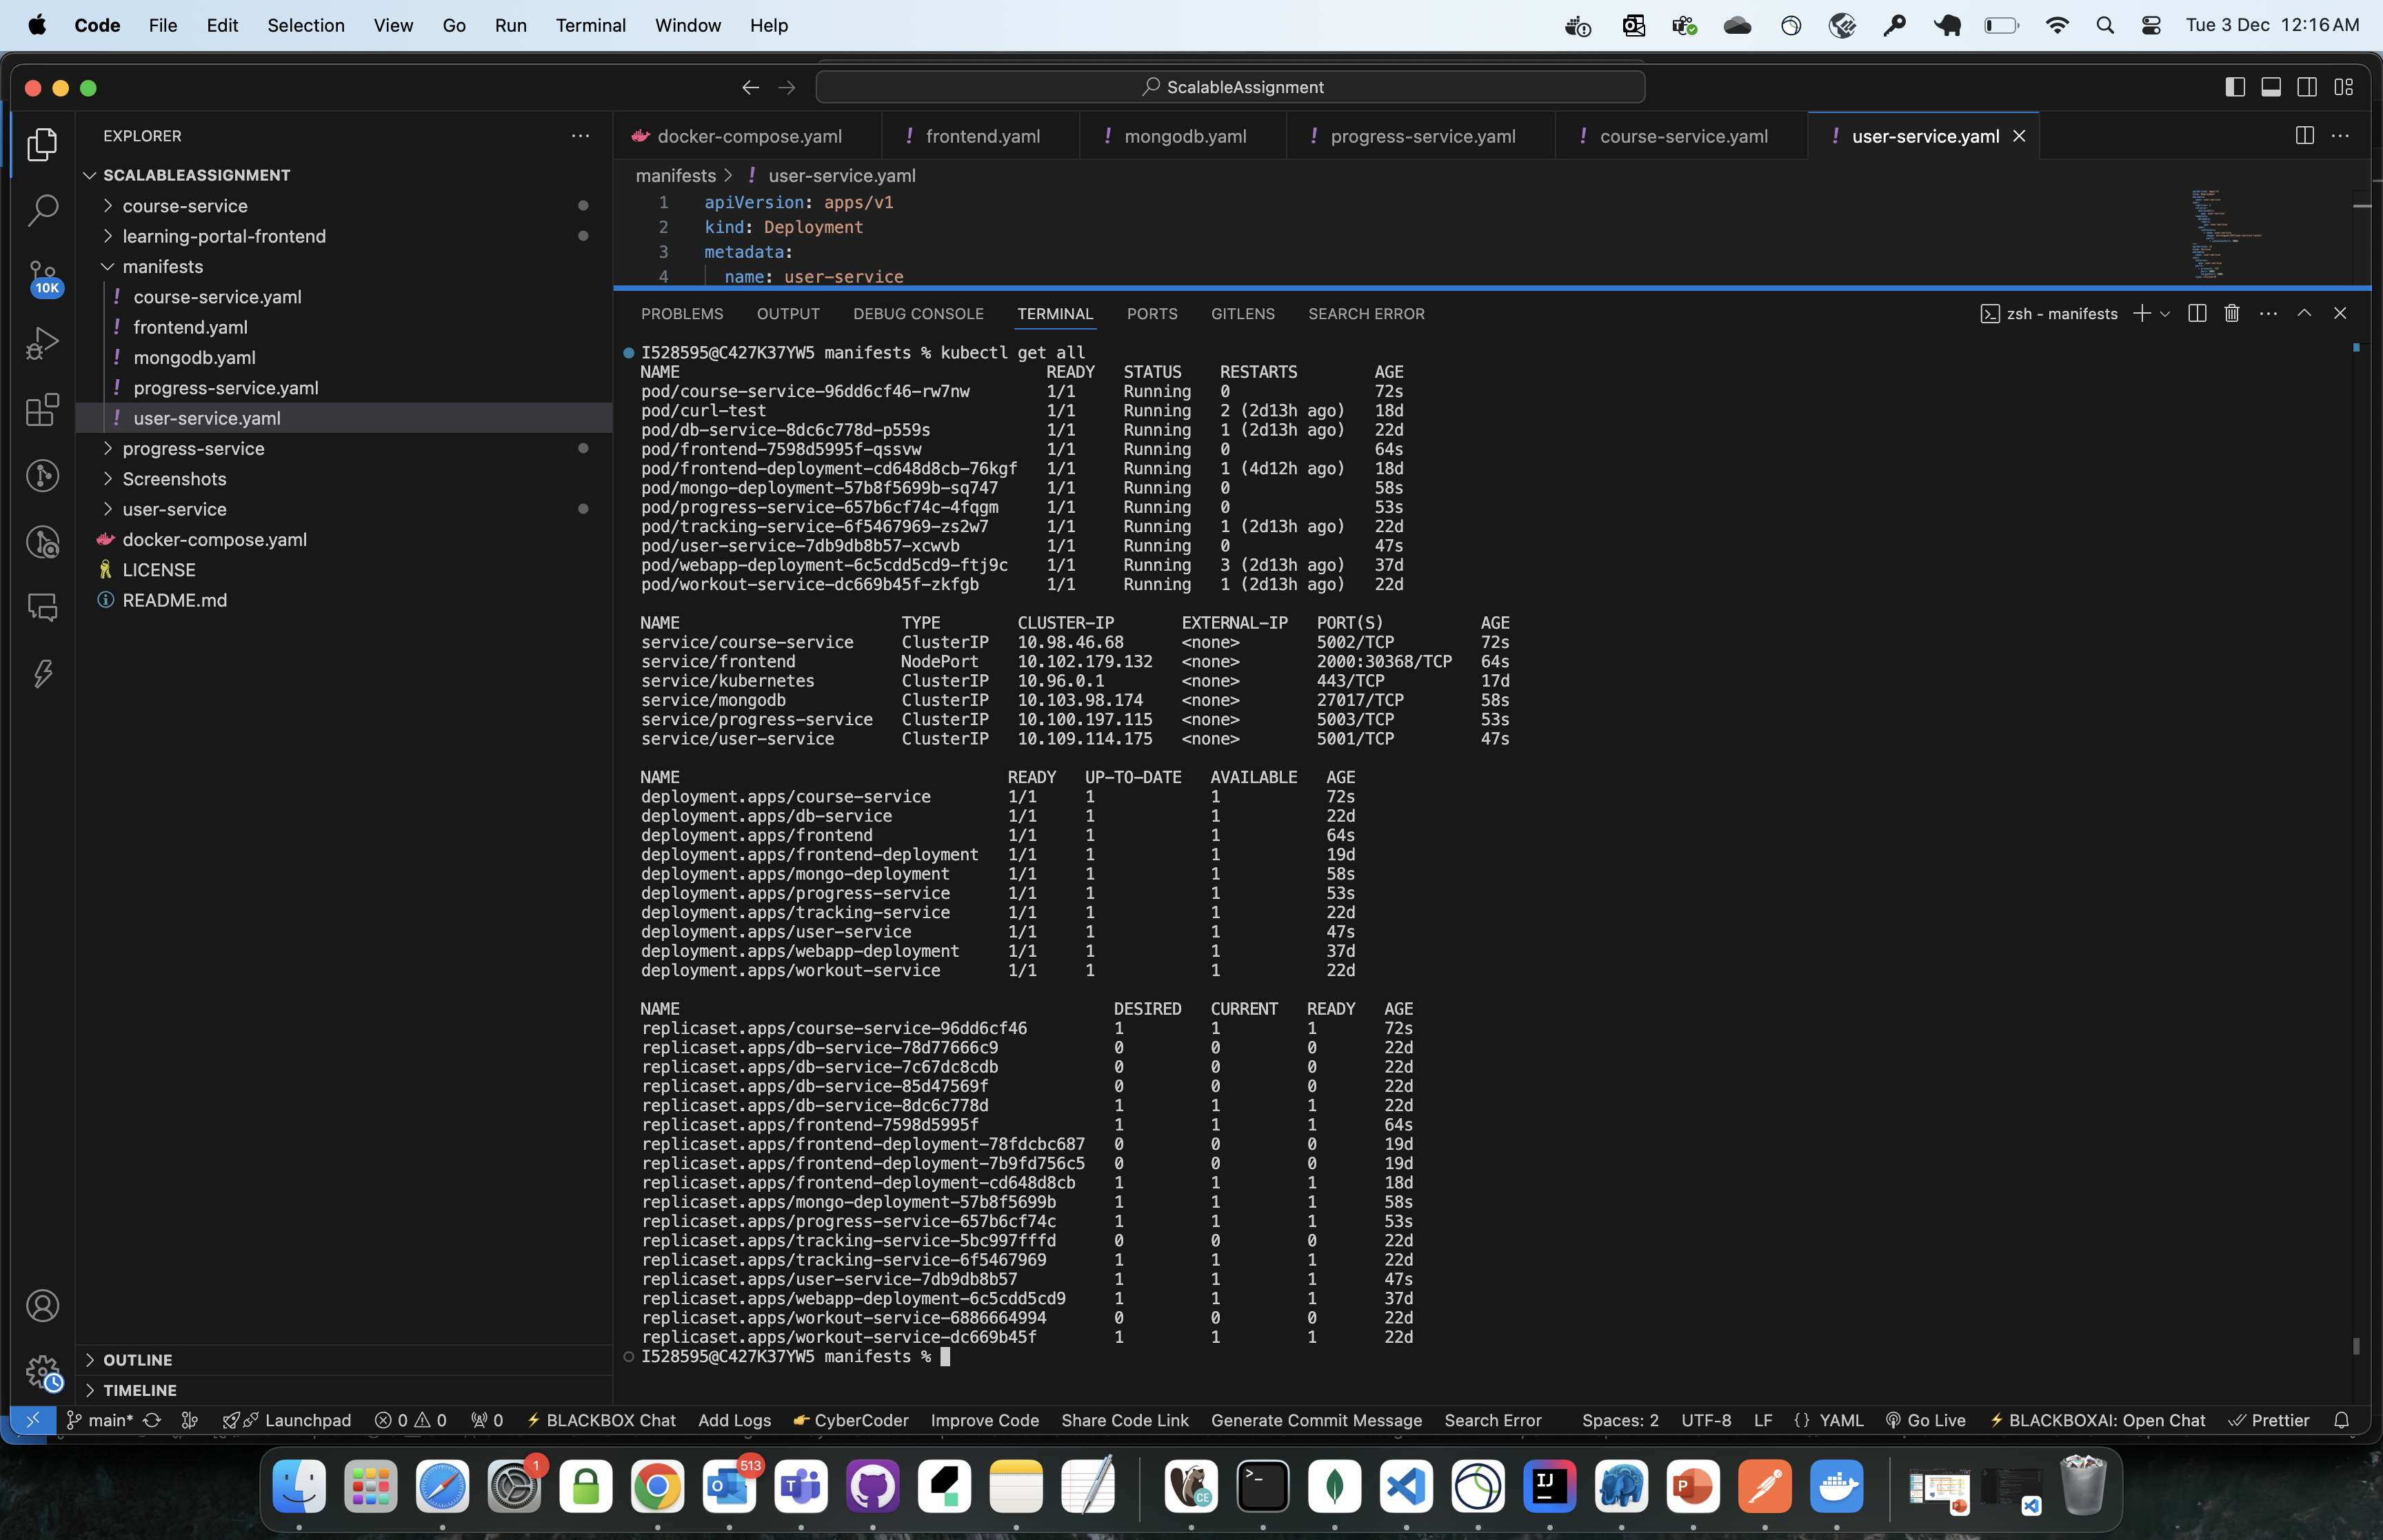 Code File Edit Selection View Go Run Terminal Window Help Tue 3 Dec 12:16 AM
ScalableAssignment
EXPLORER
SCALABLEASSIGNMENT
course-service
learning-portal-frontend
manifests
course-service.yaml
frontend.yaml
mongodb.yaml
progress-service.yaml
user-service.yaml
progress-service
Screenshots
user-service
docker-compose.yaml
LICENSE
README.md
OUTLINE
TIMELINE
10K
docker-compose.yaml frontend.yaml mongodb.yaml progress-service.yaml course-service.yaml user-service.yaml
manifests > user-service.yaml
1 apiVersion: apps/v1
2 kind: Deployment
3 metadata:
4 name: user-service
PROBLEMS OUTPUT DEBUG CONSOLE TERMINAL PORTS GITLENS SEARCH ERROR zsh - manifests
I528595@C427K37YW5 manifests % kubectl get all
NAME READY STATUS RESTARTS AGE
pod/course-service-96dd6cf46-rw7nw 1/1 Running 0 72s
pod/curl-test 1/1 Running 2 (2d13h ago) 18d
pod/db-service-8dc6c778d-p559s 1/1 Running 1 (2d13h ago) 22d
pod/frontend-7598d5995f-qssvw 1/1 Running 0 64s
pod/frontend-deployment-cd648d8cb-76kgf 1/1 Running 1 (4d12h ago) 18d
pod/mongo-deployment-57b8f5699b-sq747 1/1 Running 0 58s
pod/progress-service-657b6cf74c-4fqgm 1/1 Running 0 53s
pod/tracking-service-6f5467969-zs2w7 1/1 Running 1 (2d13h ago) 22d
pod/user-service-7db9db8b57-xcwvb 1/1 Running 0 47s
pod/webapp-deployment-6c5cdd5cd9-ftj9c 1/1 Running 3 (2d13h ago) 37d
pod/workout-service-dc669b45f-zkfgb 1/1 Running 1 (2d13h ago) 22d
NAME TYPE CLUSTER-IP EXTERNAL-IP PORT(S) AGE
service/course-service ClusterIP 10.98.46.68 <none> 5002/TCP 72s
service/frontend NodePort 10.102.179.132 <none> 2000:30368/TCP 64s
service/kubernetes ClusterIP 10.96.0.1 <none> 443/TCP 17d
service/mongodb ClusterIP 10.103.98.174 <none> 27017/TCP 58s
service/progress-service ClusterIP 10.100.197.115 <none> 5003/TCP 53s
service/user-service ClusterIP 10.109.114.175 <none> 5001/TCP 47s
NAME READY UP-TO-DATE AVAILABLE AGE
deployment.apps/course-service 1/1 1 1 72s
deployment.apps/db-service 1/1 1 1 22d
deployment.apps/frontend 1/1 1 1 64s
deployment.apps/frontend-deployment 1/1 1 1 19d
deployment.apps/mongo-deployment 1/1 1 1 58s
deployment.apps/progress-service 1/1 1 1 53s
deployment.apps/tracking-service 1/1 1 1 22d
deployment.apps/user-service 1/1 1 1 47s
deployment.apps/webapp-deployment 1/1 1 1 37d
deployment.apps/workout-service 1/1 1 1 22d
NAME DESIRED CURRENT READY AGE
replicaset.apps/course-service-96dd6cf46 1 1 1 72s
replicaset.apps/db-service-78d77666c9 0 0 0 22d
replicaset.apps/db-service-7c67dc8cdb 0 0 0 22d
replicaset.apps/db-service-85d47569f 0 0 0 22d
replicaset.apps/db-service-8dc6c778d 1 1 1 22d
replicaset.apps/frontend-7598d5995f 1 1 1 64s
replicaset.apps/frontend-deployment-78fdcbc687 0 0 0 19d
replicaset.apps/frontend-deployment-7b9fd756c5 0 0 0 19d
replicaset.apps/frontend-deployment-cd648d8cb 1 1 1 18d
replicaset.apps/mongo-deployment-57b8f5699b 1 1 1 58s
replicaset.apps/progress-service-657b6cf74c 1 1 1 53s
replicaset.apps/tracking-service-5bc997fffd 0 0 0 22d
replicaset.apps/tracking-service-6f5467969 1 1 1 22d
replicaset.apps/user-service-7db9db8b57 1 1 1 47s
replicaset.apps/webapp-deployment-6c5cdd5cd9 1 1 1 37d
replicaset.apps/workout-service-6886664994 0 0 0 22d
replicaset.apps/workout-service-dc669b45f 1 1 1 22d
I528595@C427K37YW5 manifests %
main* Launchpad 0 0 0 BLACKBOX Chat Add Logs CyberCoder Improve Code Share Code Link Generate Commit Message Search Error Spaces: 2 UTF-8 LF {} YAML Go Live BLACKBOXAI: Open Chat Prettier
1 513
CE IJ P